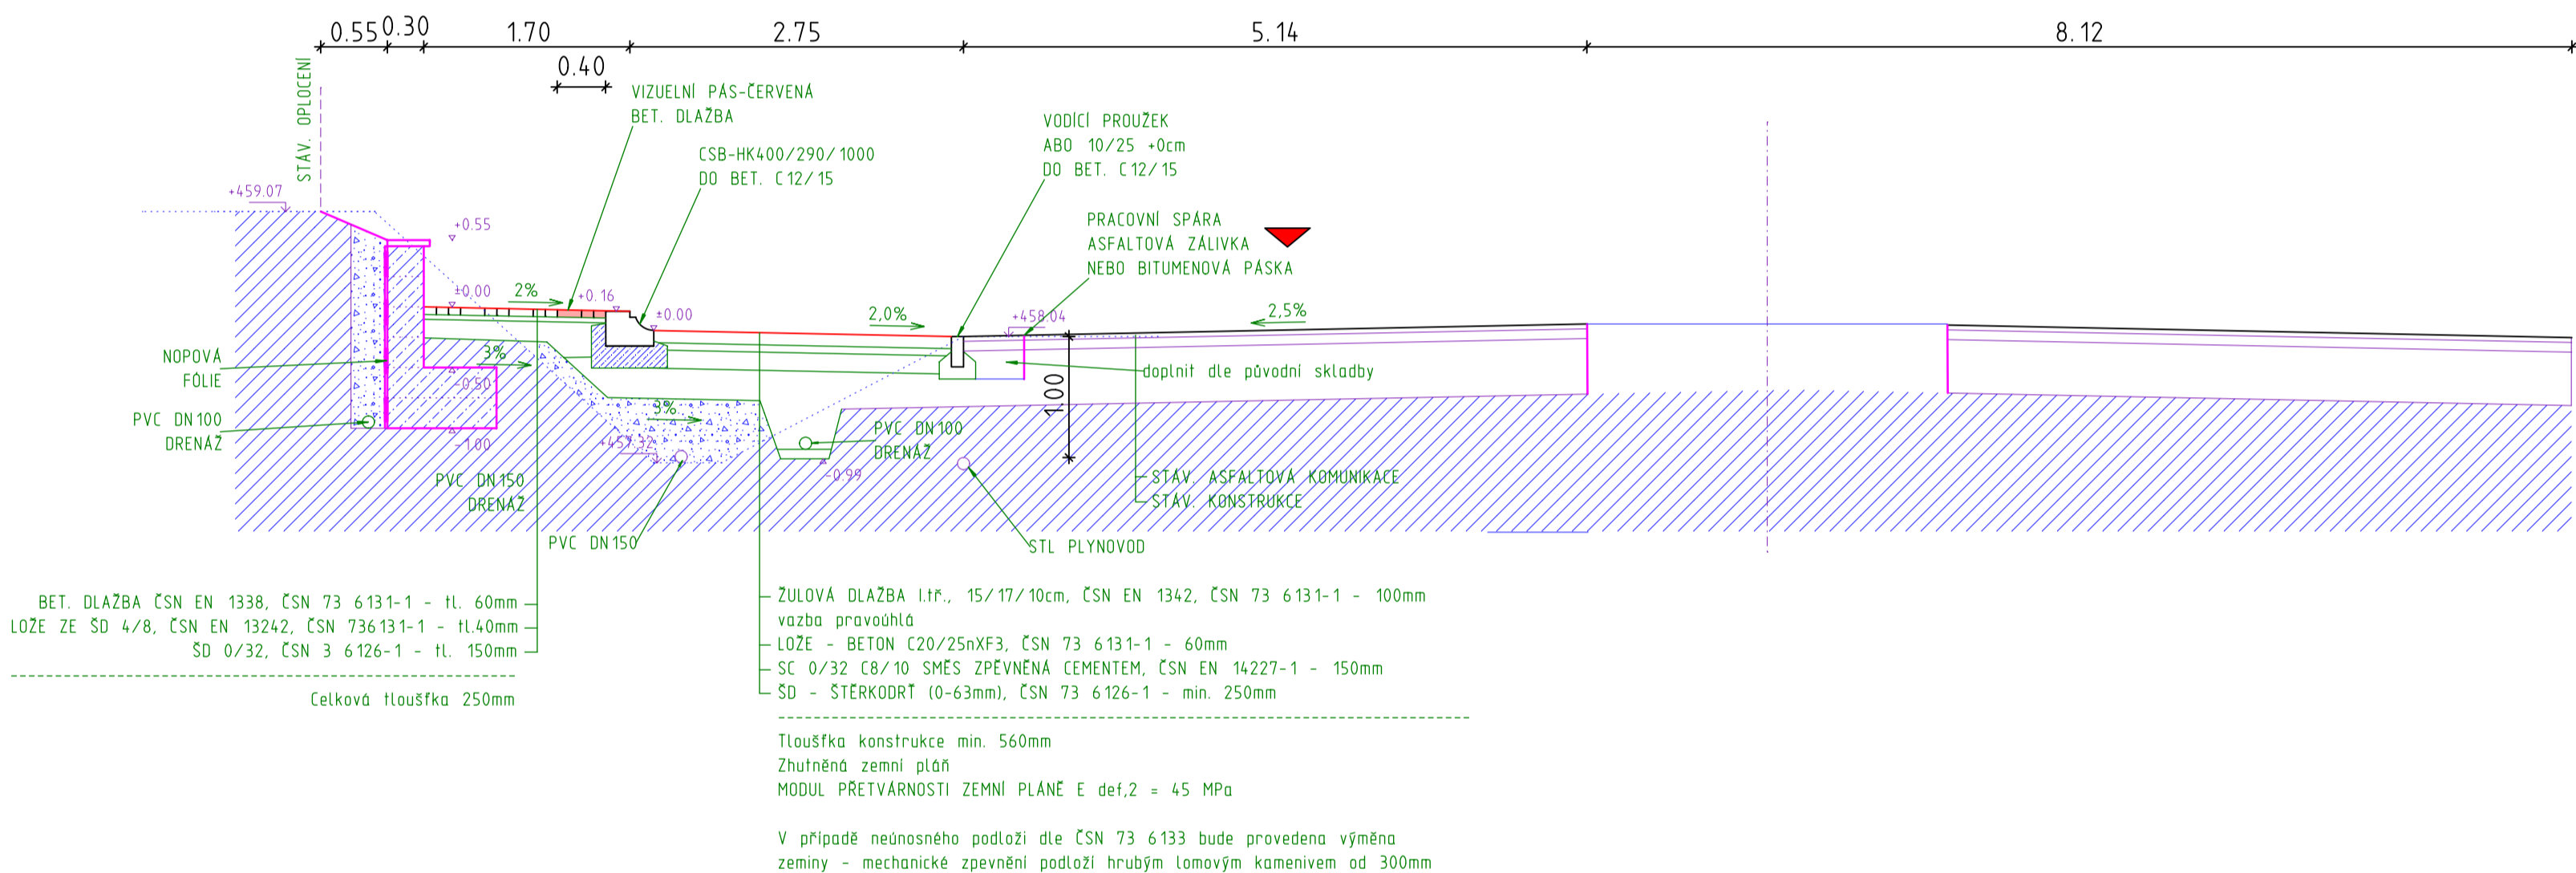 0.55
0.30
1.70
2.75
5.14
8.12
0.40
STÁV. OPLOCENÍ
VIZUELNÍ PÁS-ČERVENÁ
BET. DLAŽBA
CSB-HK400/290/1000
DO BET. C12/15
VODÍCÍ PROUŽEK
ABO 10/25 +0cm
DO BET. C12/15
PRACOVNÍ SPÁRA
ASFALTOVÁ ZÁLIVKA
NEBO BITUMENOVÁ PÁSKA
+459.07
+0.55
±0.00
2%
+0.16
±0.00
2,0%
+458.04
2,5%
NOPOVÁ
FÓLIE
3%
-0.50
doplnit dle původní skladby
100
PVC DN100
DRENÁŽ
3%
-1.00
+457.32
PVC DN100
DRENÁŽ
-0.99
PVC DN150
DRENÁŽ
STÁV. ASFALTOVÁ KOMUNIKACE
STÁV. KONSTRUKCE
PVC DN150
STL PLYNOVOD
BET. DLAŽBA ČSN EN 1338, ČSN 73 6131-1 - tl. 60mm
LOŽE ZE ŠD 4/8, ČSN EN 13242, ČSN 736131-1 - tl.40mm
ŠD 0/32, ČSN 3 6126-1 - tl. 150mm
Celková tloušťka 250mm
ŽULOVÁ DLAŽBA I.tř., 15/17/10cm, ČSN EN 1342, ČSN 73 6131-1 - 100mm
vazba pravoúhlá
LOŽE - BETON C20/25nXF3, ČSN 73 6131-1 - 60mm
SC 0/32 C8/10 SMĚS ZPĚVNĚNÁ CEMENTEM, ČSN EN 14227-1 - 150mm
ŠD - ŠTĚRKODRŤ (0-63mm), ČSN 73 6126-1 - min. 250mm
Tloušťka konstrukce min. 560mm
Zhutněná zemní pláň
MODUL PŘETVÁRNOSTI ZEMNÍ PLÁNĚ E def,2 = 45 MPa
V případě neúnosného podloži dle ČSN 73 6133 bude provedena výměna
zeminy - mechanické zpevnění podloží hrubým lomovým kamenivem od 300mm